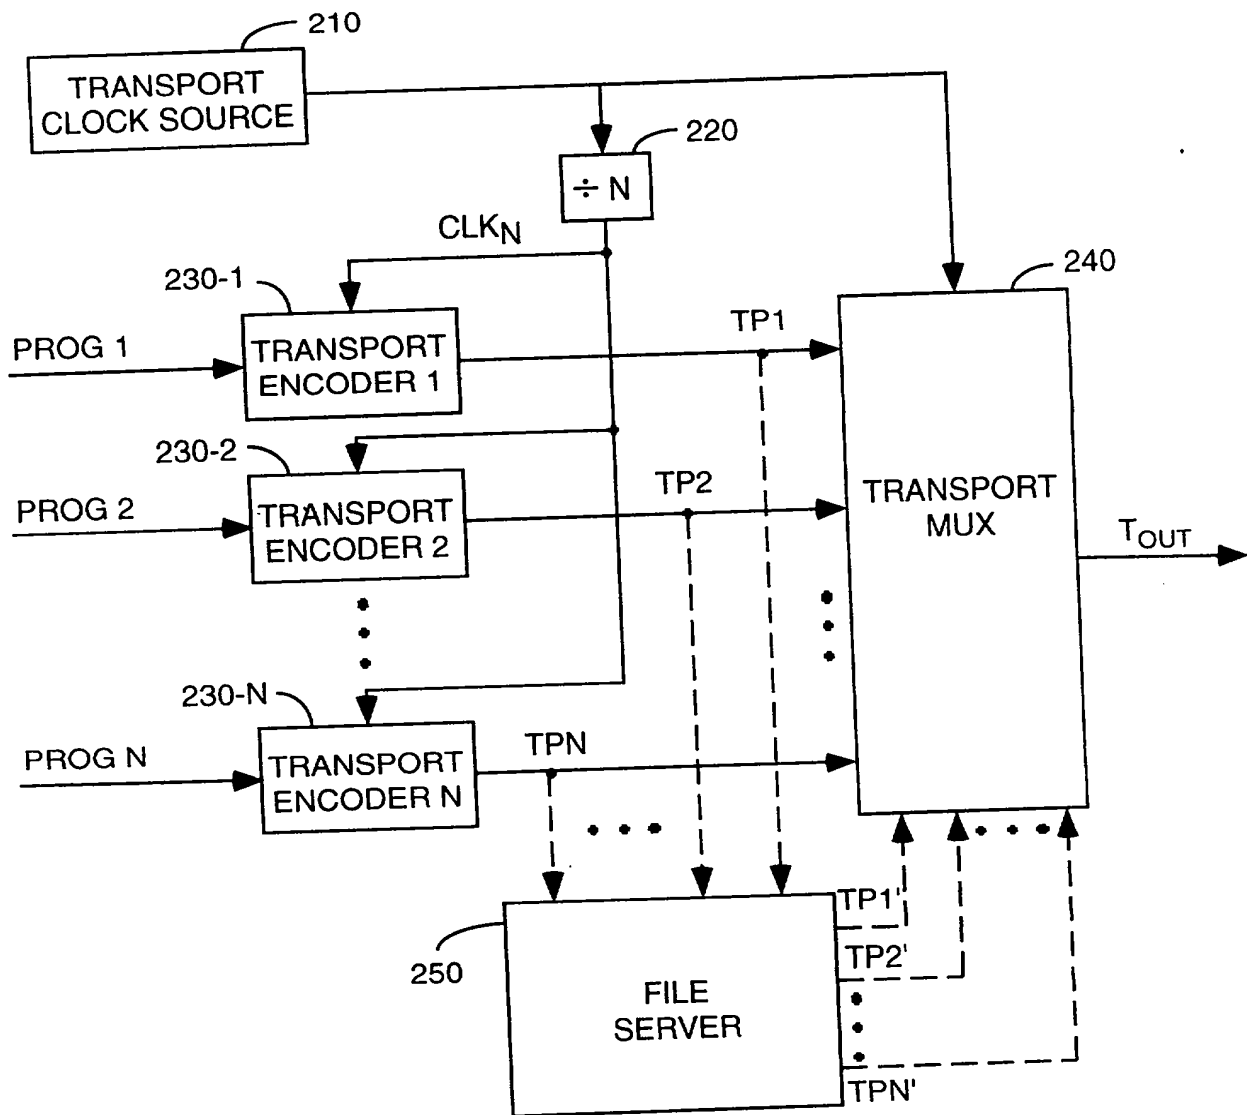 210
TRANSPORT
CLOCK SOURCE
220
÷ N
CLKN
230-1
240
PROG 1
TRANSPORT
ENCODER 1
TP1
230-2
PROG 2
TRANSPORT
ENCODER 2
TP2
TRANSPORT
MUX
TOUT
230-N
PROG N
TRANSPORT
ENCODER N
TPN
250
FILE
SERVER
TP1'
TP2'
TPN'